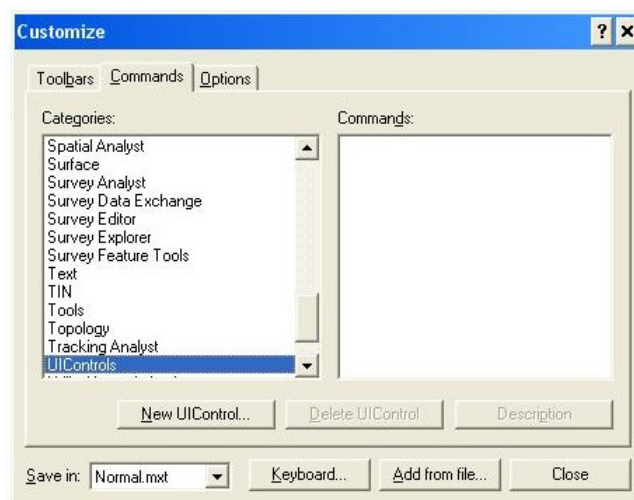 Customize
? ×
Toolbars Commands Options
Categories: Commands:
Spatial Analyst
Surface
Survey Analyst
Survey Data Exchange
Survey Editor
Survey Explorer
Survey Feature Tools
Text
TIN
Tools
Topology
Tracking Analyst
UIControls
New UIControl... Delete UIControl Description
Save in: Normal.mxt Keyboard... Add from file... Close